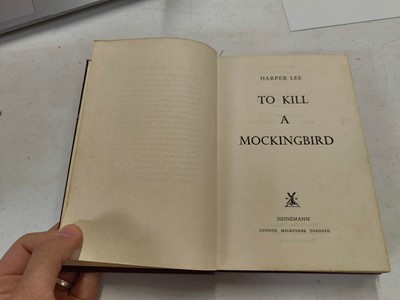 HARPER LEE
TO KILL
A
MOCKINGBIRD
HEINEMANN
LONDON MELBOURNE TORONTO